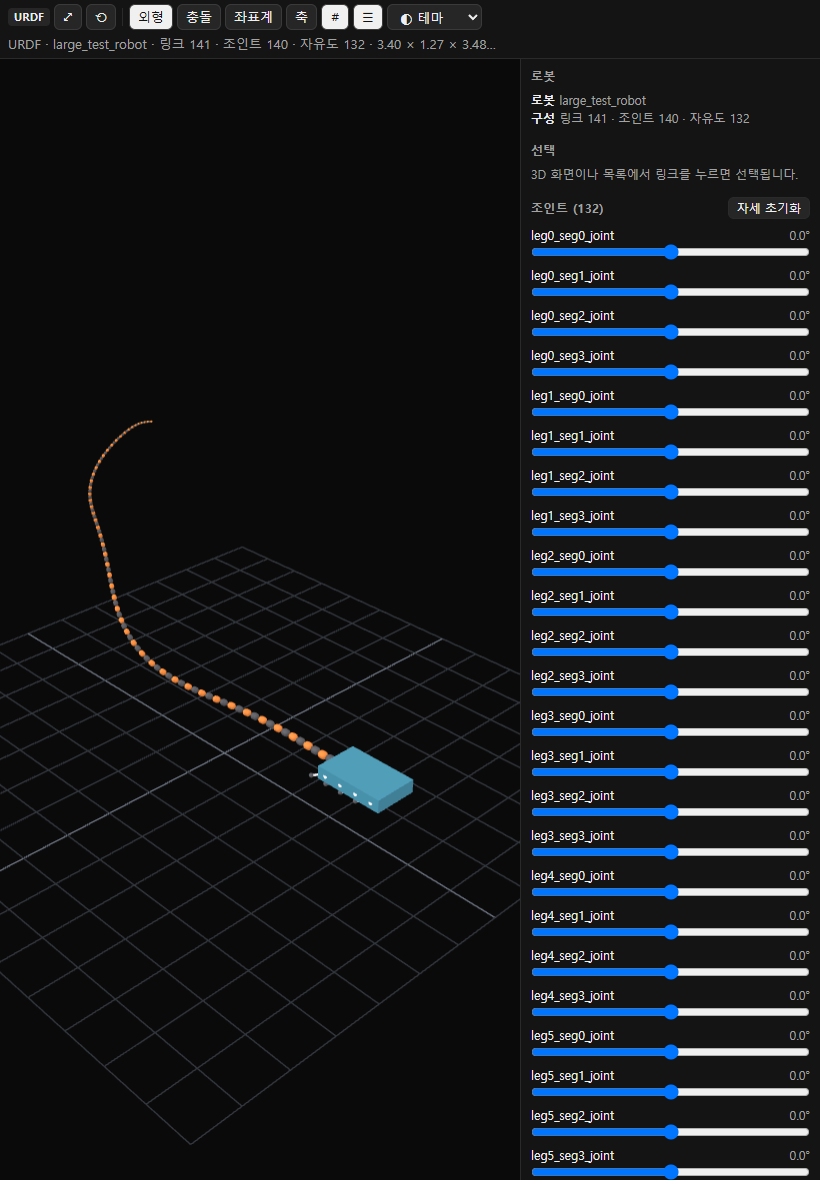 URDF ⤢ ⟲ 외형 충돌 좌표계 축 # ☰ ◐ 테마
URDF · large_test_robot · 링크 141 · 조인트 140 · 자유도 132 · 3.40 × 1.27 × 3.48…
로봇
로봇 large_test_robot
구성 링크 141 · 조인트 140 · 자유도 132
선택
3D 화면이나 목록에서 링크를 누르면 선택됩니다.
조인트 (132) 자세 초기화
leg0_seg0_joint 0.0°
leg0_seg1_joint 0.0°
leg0_seg2_joint 0.0°
leg0_seg3_joint 0.0°
leg1_seg0_joint 0.0°
leg1_seg1_joint 0.0°
leg1_seg2_joint 0.0°
leg1_seg3_joint 0.0°
leg2_seg0_joint 0.0°
leg2_seg1_joint 0.0°
leg2_seg2_joint 0.0°
leg2_seg3_joint 0.0°
leg3_seg0_joint 0.0°
leg3_seg1_joint 0.0°
leg3_seg2_joint 0.0°
leg3_seg3_joint 0.0°
leg4_seg0_joint 0.0°
leg4_seg1_joint 0.0°
leg4_seg2_joint 0.0°
leg4_seg3_joint 0.0°
leg5_seg0_joint 0.0°
leg5_seg1_joint 0.0°
leg5_seg2_joint 0.0°
leg5_seg3_joint 0.0°